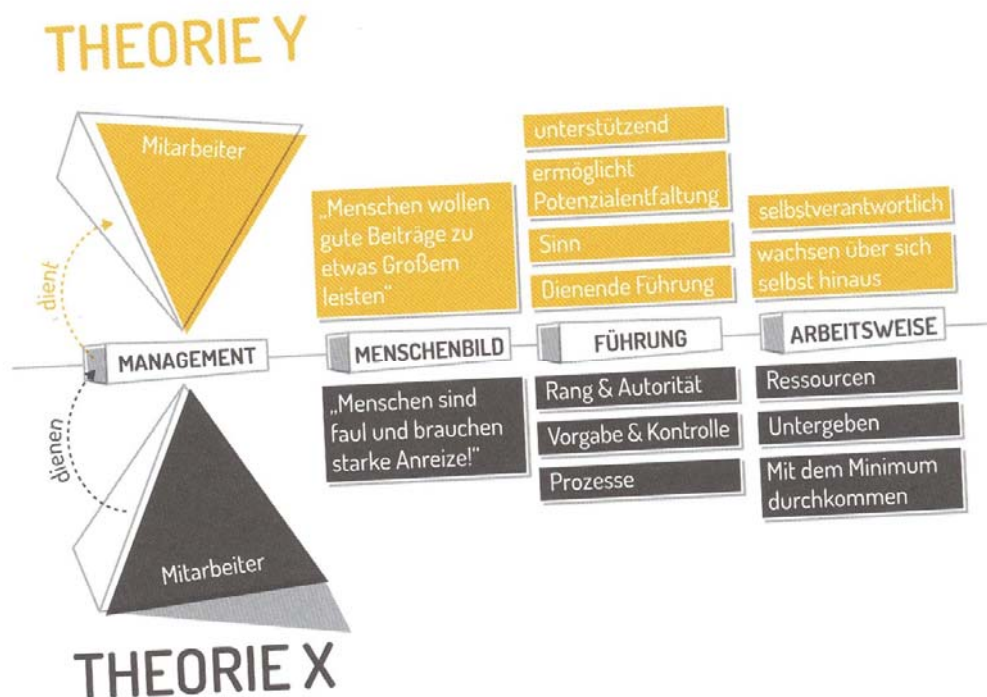 THEORIE Y
Mitarbeiter
dient
„Menschen wollen
gute Beiträge zu
etwas Großem
leisten“
unterstützend
ermöglicht
Potenzialentfaltung
Sinn
Dienende Führung
selbstverantwortlich
wachsen über sich
selbst hinaus
MANAGEMENT
MENSCHENBILD
FÜHRUNG
ARBEITSWEISE
dienen
Mitarbeiter
„Menschen sind
faul und brauchen
starke Anreize!“
Rang & Autorität
Vorgabe & Kontrolle
Prozesse
Ressourcen
Untergeben
Mit dem Minimum
durchkommen
THEORIE X